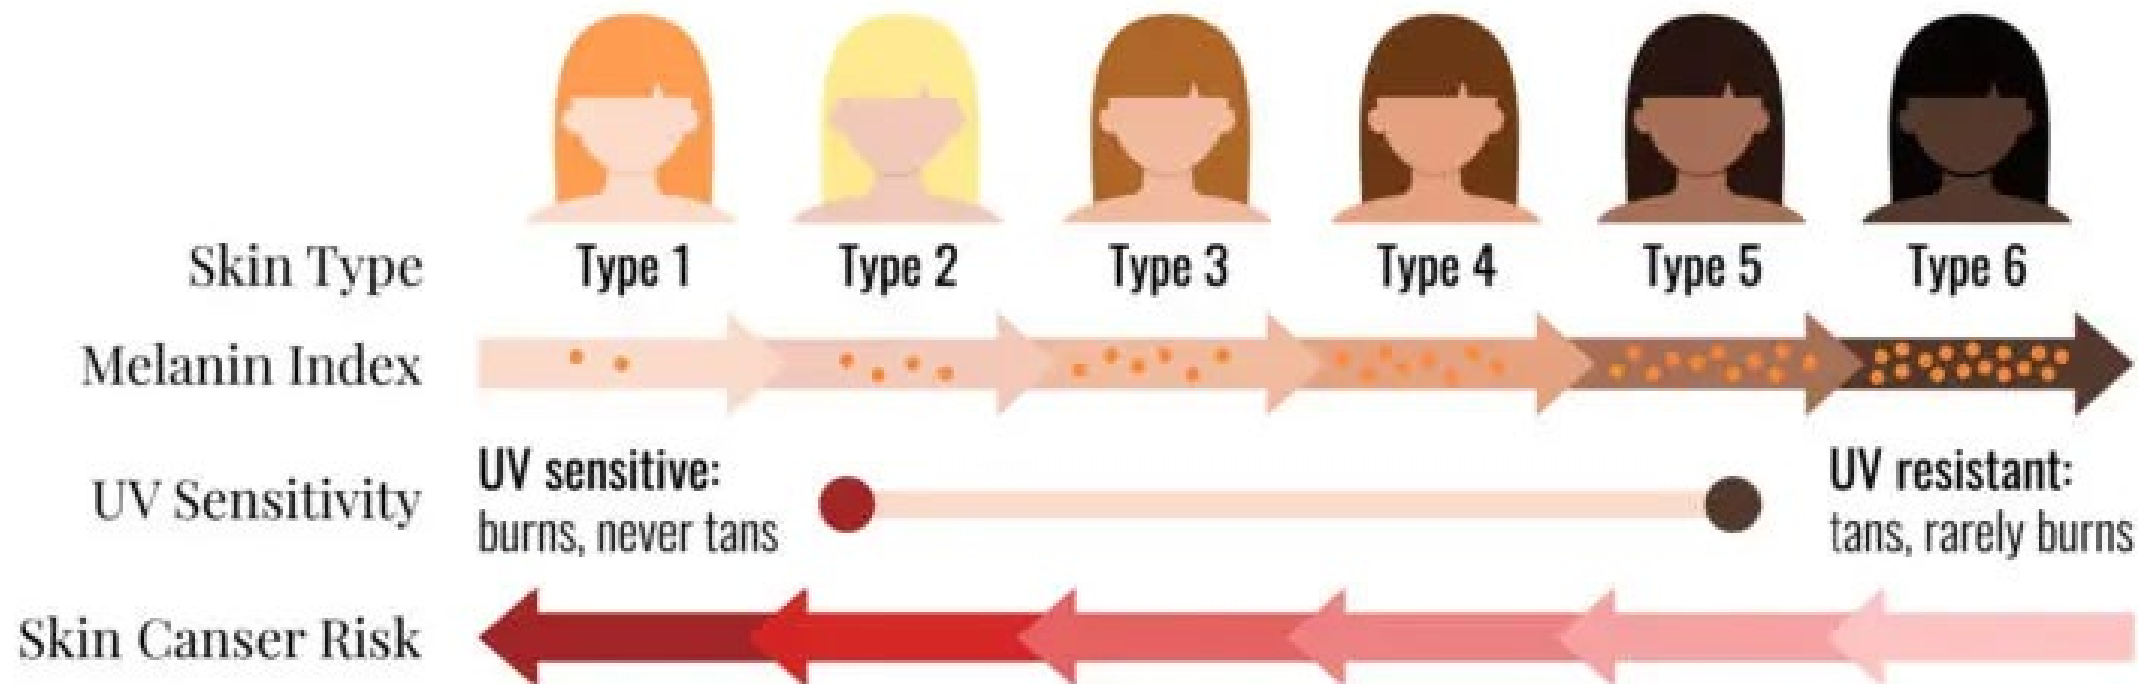 Skin Type
Type 1
Type 2
Type 3
Type 4
Type 5
Type 6
Melanin Index
UV Sensitivity
UV sensitive:
burns, never tans
UV resistant:
tans, rarely burns
Skin Canser Risk